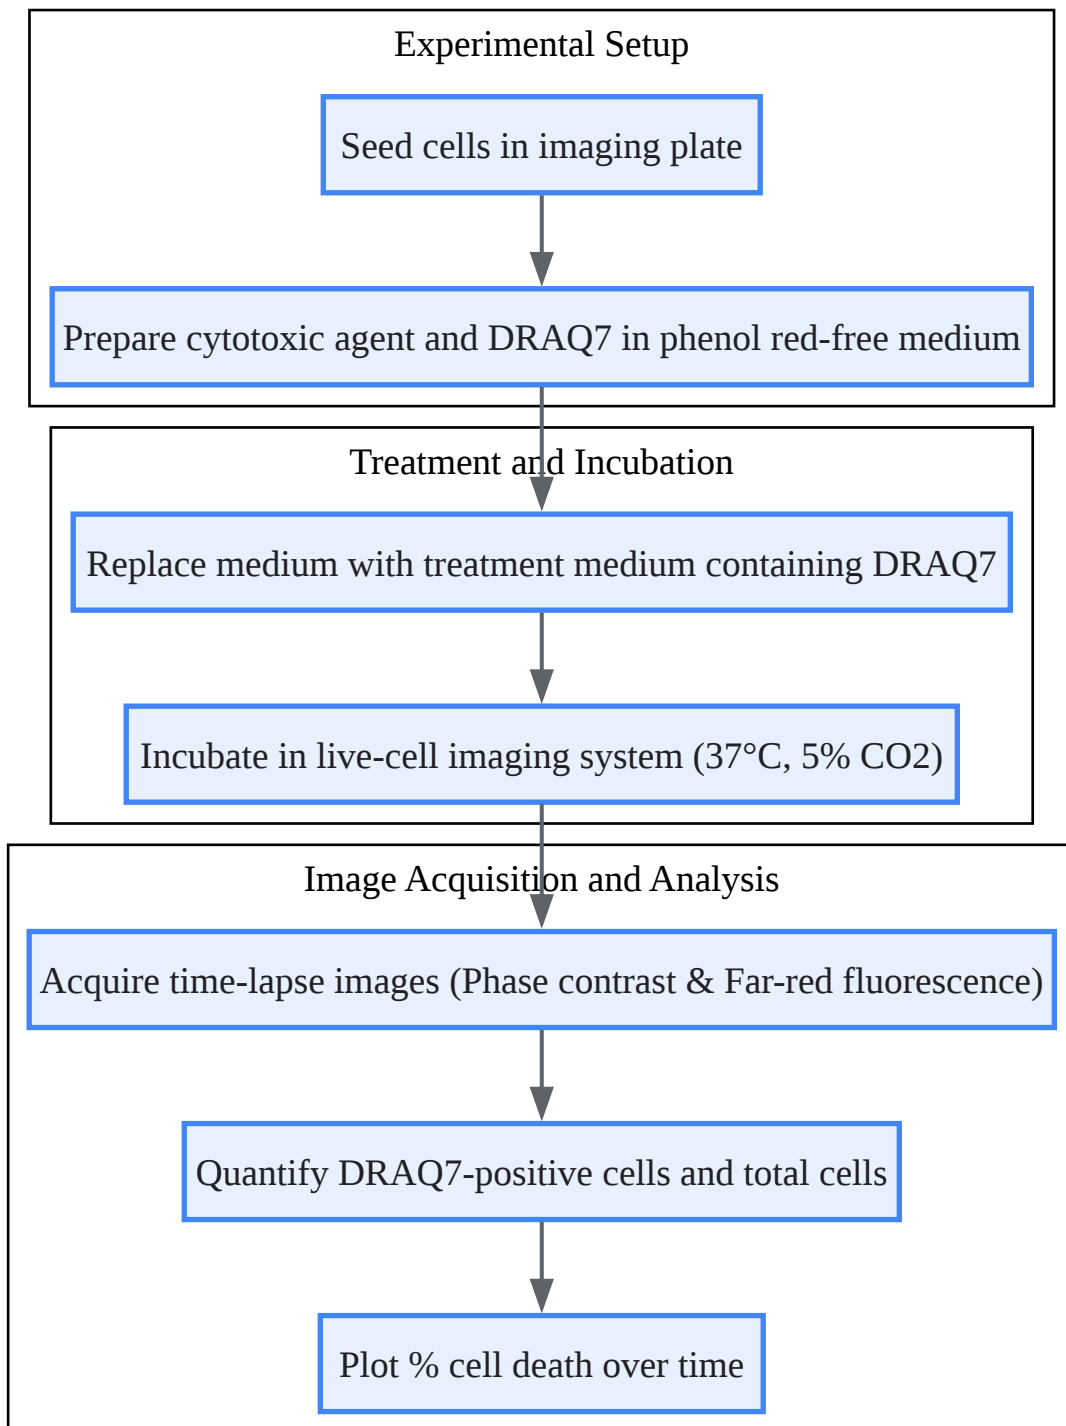 Experimental Setup
Seed cells in imaging plate
Prepare cytotoxic agent and DRAQ7 in phenol red-free medium
Treatment and Incubation
Replace medium with treatment medium containing DRAQ7
Incubate in live-cell imaging system (37°C, 5% CO2)
Image Acquisition and Analysis
Acquire time-lapse images (Phase contrast & Far-red fluorescence)
Quantify DRAQ7-positive cells and total cells
Plot % cell death over time